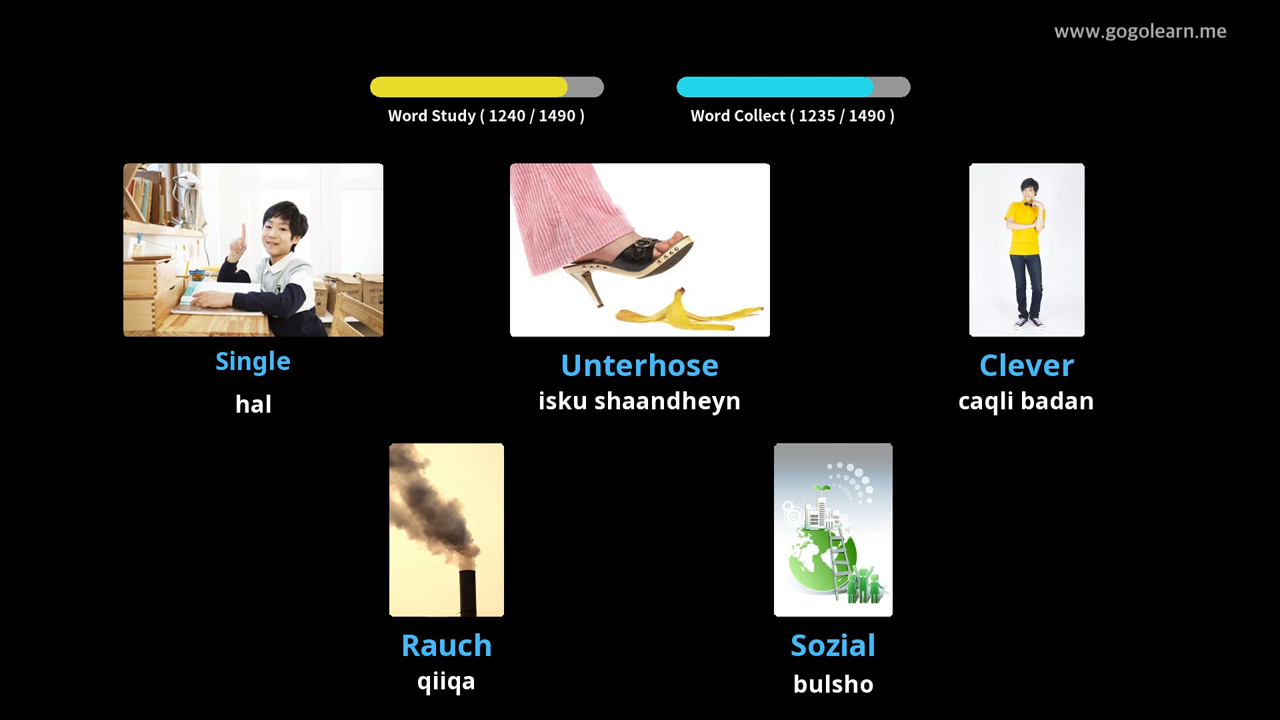 www.gogolearn.me
Word Study ( 1240 / 1490 )
Word Collect ( 1235 / 1490 )
Single
hal
Unterhose
isku shaandheyn
Clever
caqli badan
Rauch
qiiqa
Sozial
bulsho